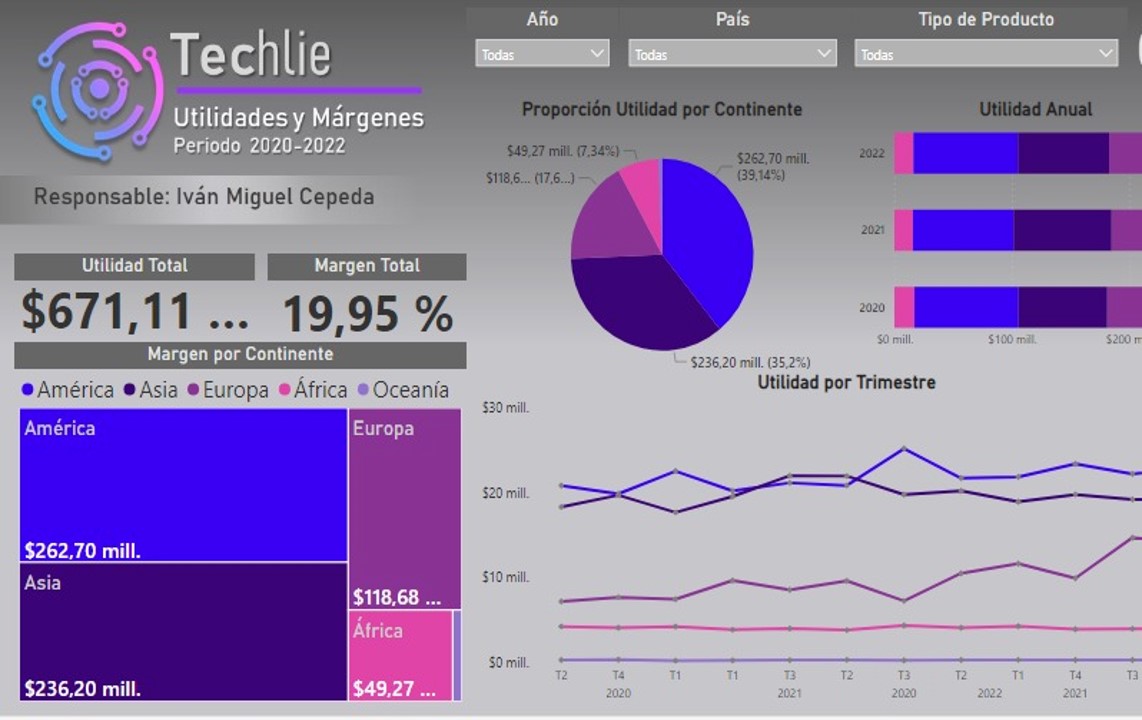 Techlie
Utilidades y Márgenes
Periodo 2020-2022
Responsable: Iván Miguel Cepeda
Año
País
Tipo de Producto
Todas
Todas
Todas
Utilidad Total
Margen Total
$671,11 ...
19,95 %
Margen por Continente
América
Asia
Europa
África
Oceanía
América
$262,70 mill.
Asia
$236,20 mill.
Europa
$118,68 ...
África
$49,27 ...
Proporción Utilidad por Continente
$49,27 mill. (7,34%)
$118,6... (17,6...)
$262,70 mill.
(39,14%)
$236,20 mill. (35,2%)
Utilidad Anual
2022
2021
2020
$0 mill.
$100 mill.
$200 m
Utilidad por Trimestre
$30 mill.
$20 mill.
$10 mill.
$0 mill.
T2 T4 T1 T1 T3 T2 T3 T2 T1 T4 T3
2020 2021 2020 2022 2021